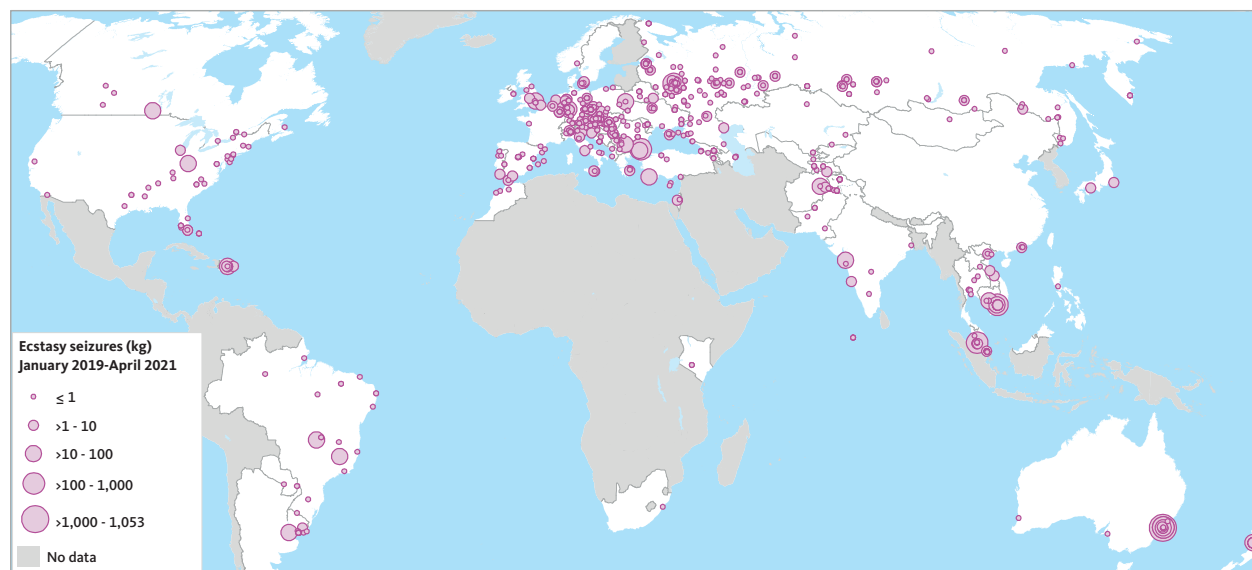 Ecstasy seizures (kg)
January 2019-April 2021
≤ 1
>1 - 10
>10 - 100
>100 - 1,000
>1,000 - 1,053
No data